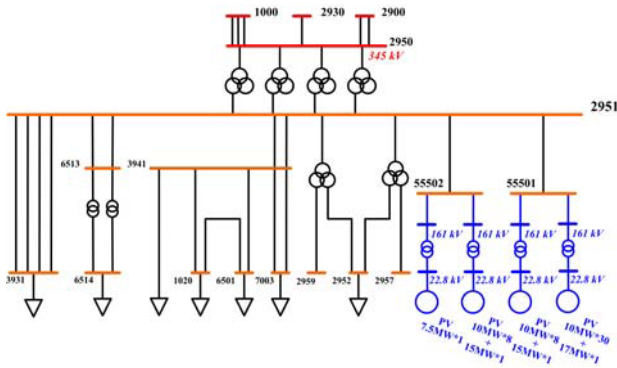 1000
2930
2900
2950
345 kV
2951
6513
3941
55502
55501
161 kV
161 kV
161 kV
161 kV
22.8 kV
22.8 kV
22.8 kV
22.8 kV
3931
6514
1020
6501
7003
2959
2952
2957
PV
7.5MW*1
PV
10MW*8
+
15MW*1
PV
10MW*8
+
15MW*1
PV
10MW*30
+
17MW*1